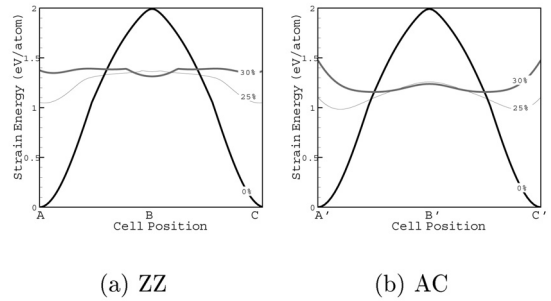 Strain Energy (eV/atom)
2
1.5
1
0.5
0
30%
25%
0%
A
B
C
Cell Position
(a) ZZ
Strain Energy (eV/atom)
2
1.5
1
0.5
0
30%
25%
0%
A'
B'
C'
Cell Position
(b) AC